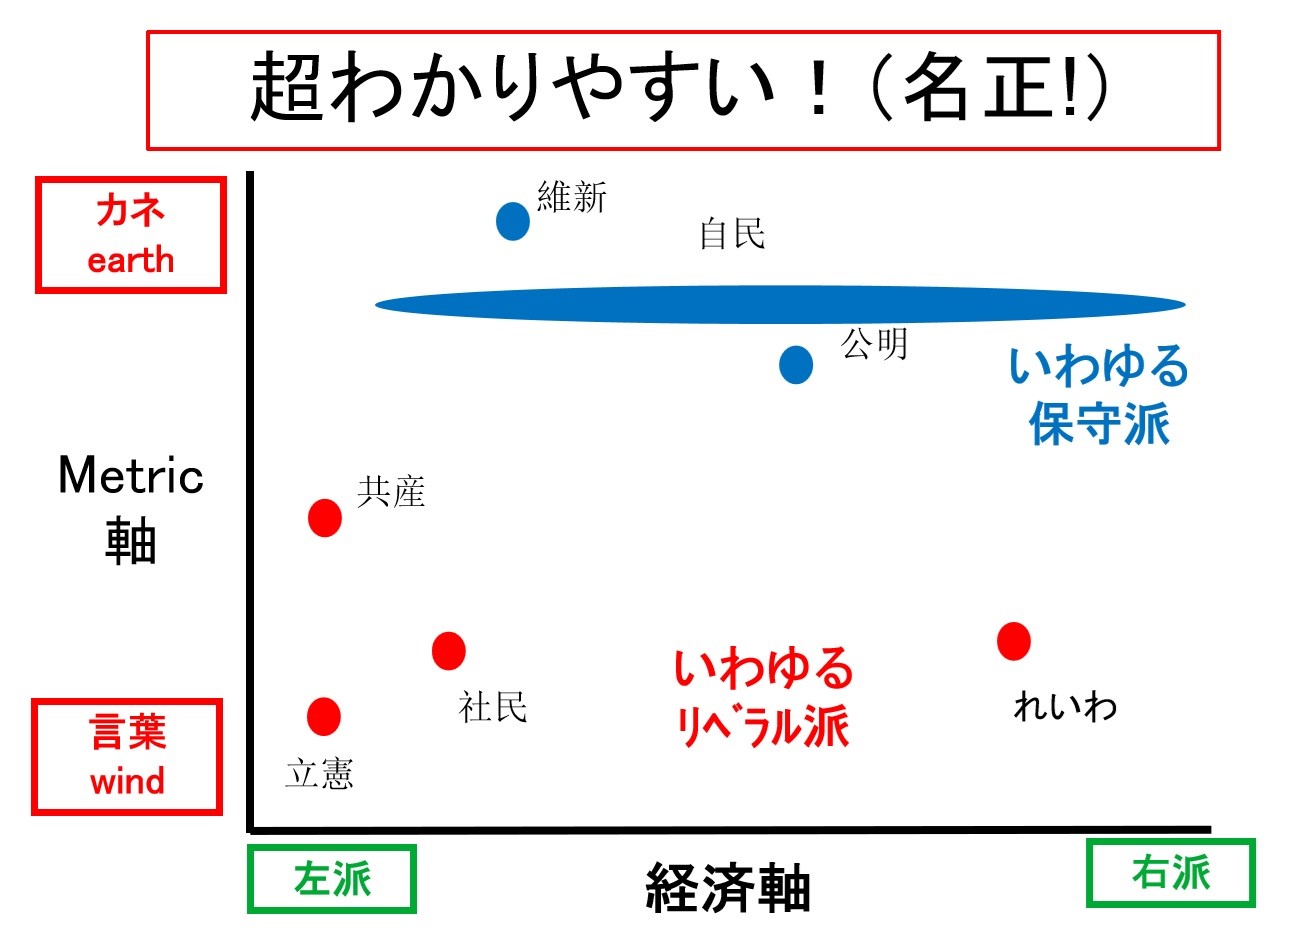 超わかりやすい！（名正!）
カネ
earth
維新
自民
公明
いわゆる
保守派
Metric
軸
共産
社民
いわゆる
ﾘﾍﾞﾗﾙ派
れいわ
言葉
wind
立憲
左派
経済軸
右派